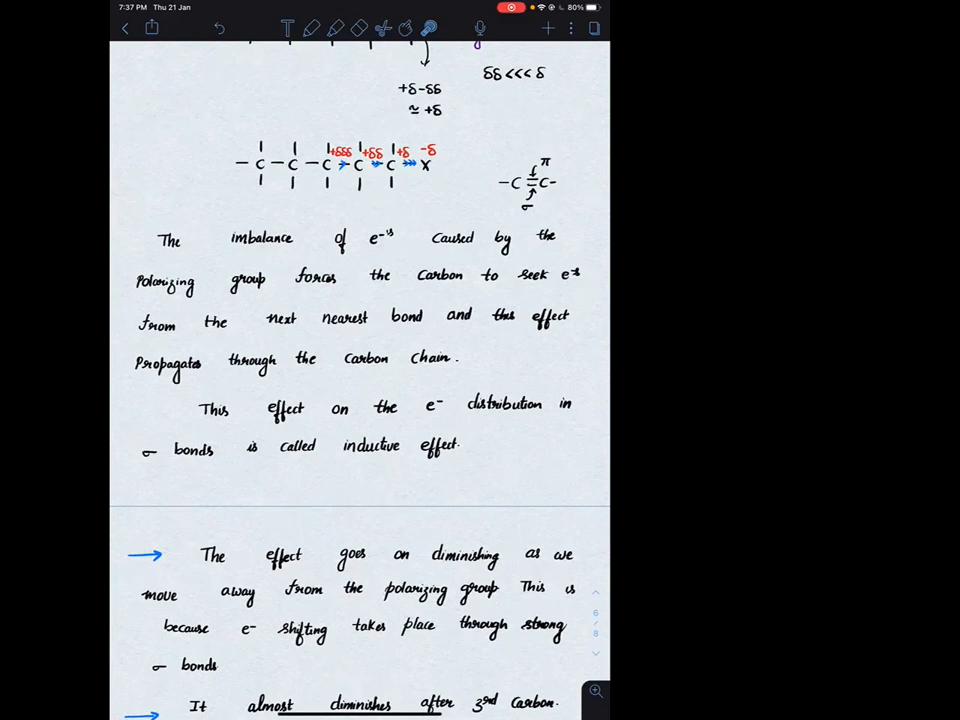 7:37 PM Thu 21 Jan
80%
δδ <<< δ
+δ-δδ
≃ +δ
+δδδ +δδ +δ -δ
– C – C – C – C – C X
π
– C = C –
σ
The imbalance of e⁻'s caused by the
Polarizing group forces the Carbon to seek e⁻s
from the next nearest bond and this effect
Propagates through the Carbon Chain.
This effect on the e⁻ distribution in
σ bonds is called inductive effect.
→ The effect goes on diminishing as we
move away from the polarizing group This is
because e⁻ shifting takes place through strong
σ bonds
→ It almost diminishes after 3rd Carbon.
6
/
8